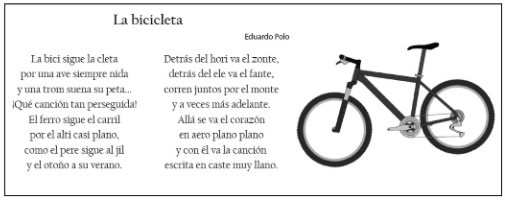 La bicicleta
Eduardo Polo
La bici sigue la cleta
por una ave siempre nida
y una trom suena su peta...
¡Qué canción tan perseguida!
El ferro sigue el carril
por el alti casi plano,
como el pere sigue al jil
y el otoño a su verano.
Detrás del hori va el zonte,
detrás del ele va el fante,
corren juntos por el monte
y a veces más adelante.
Allá se va el corazón
en aero plano plano
y con él va la canción
escrita en caste muy llano.